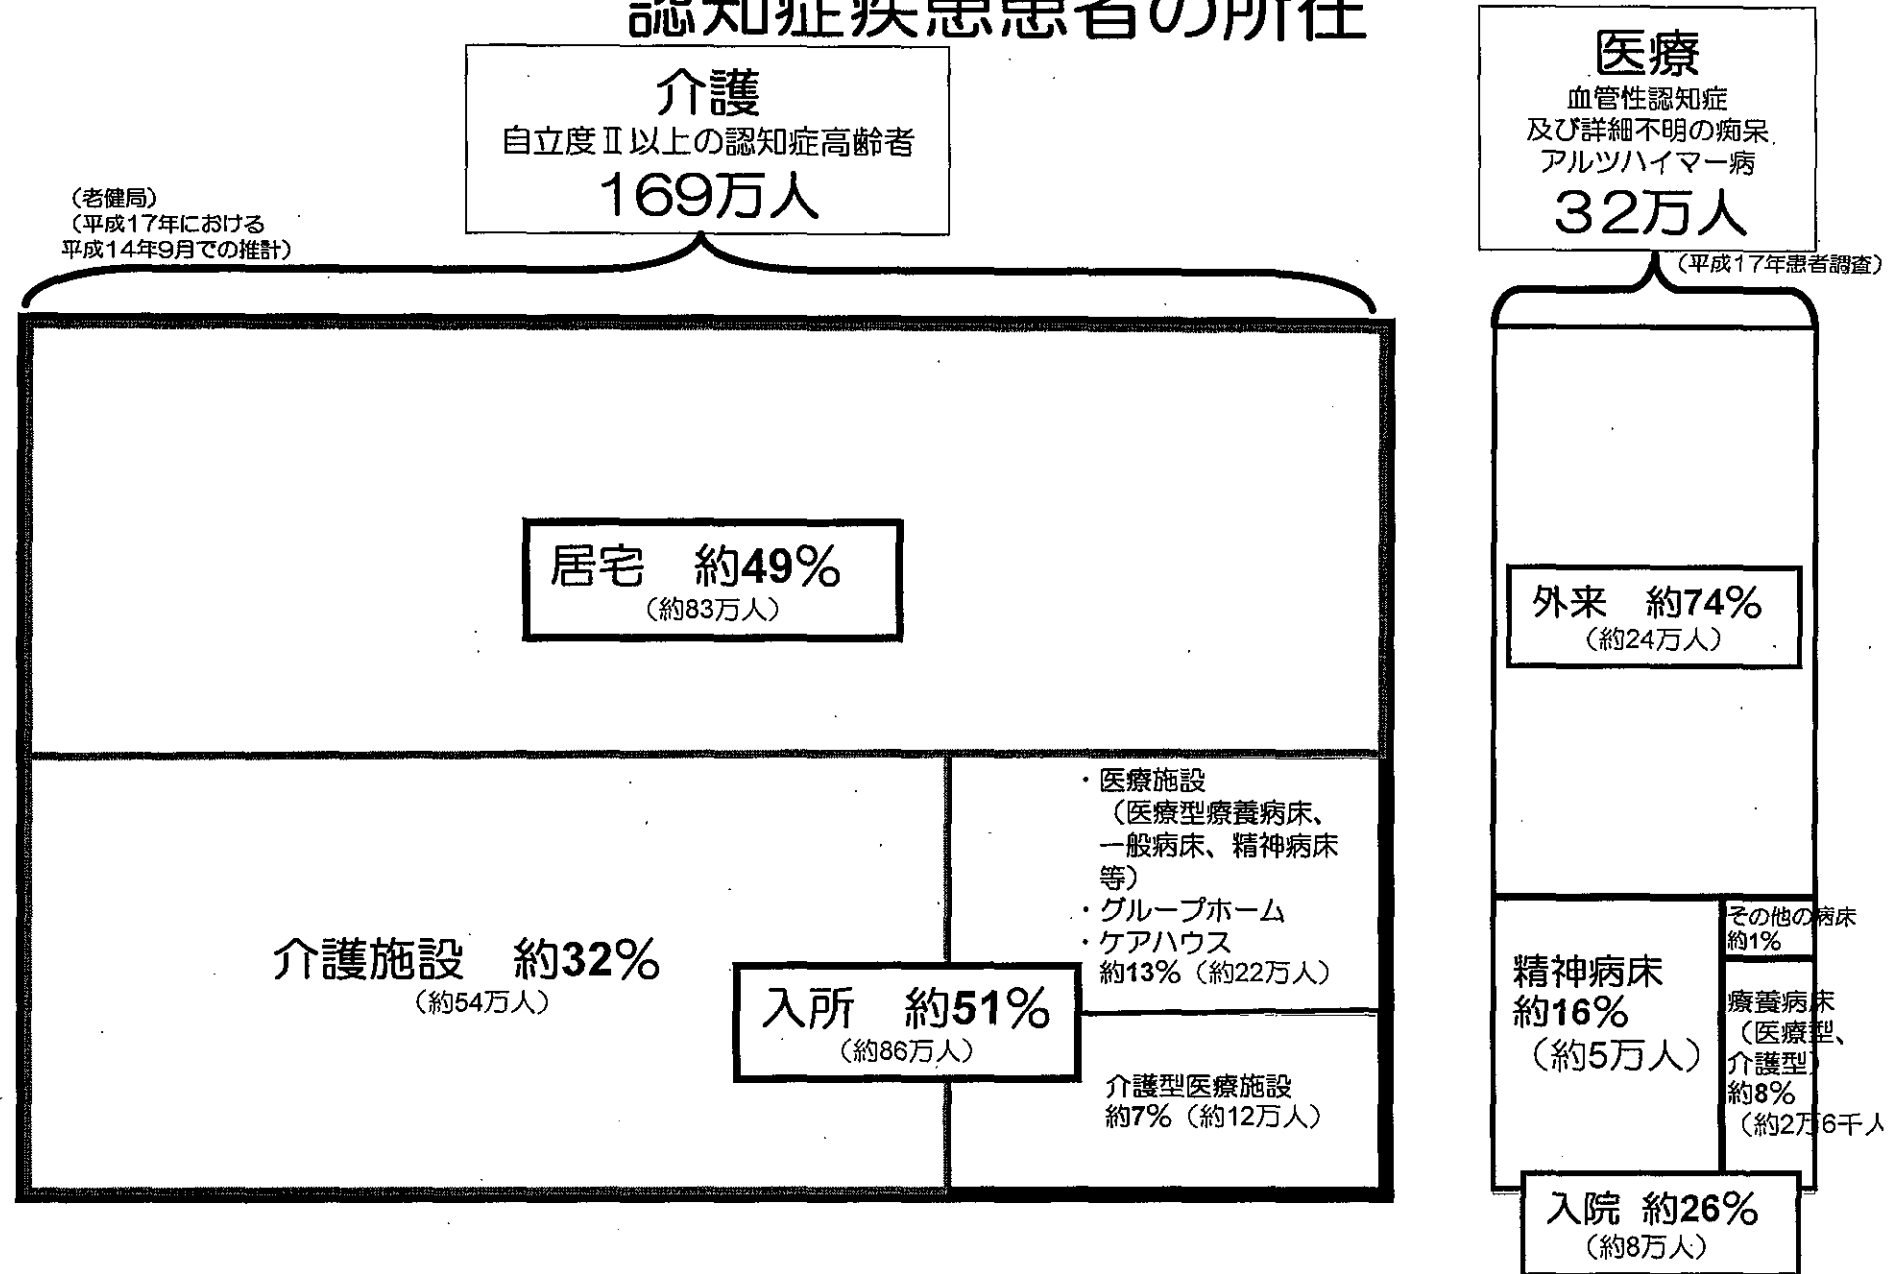 認知症疾患患者の所在
介護
自立度Ⅱ以上の認知症高齢者
169万人
(老健局)
(平成17年における
平成14年9月での推計)
医療
血管性認知症
及び詳細不明の痴呆
アルツハイマー病
32万人
(平成17年患者調査)
居宅 約49%
(約83万人)
介護施設 約32%
(約54万人)
入所 約51%
(約86万人)
・医療施設
(医療型療養病床、
一般病床、精神病床
等)
・グループホーム
・ケアハウス
約13%(約22万人)
介護型医療施設
約7%(約12万人)
外来 約74%
(約24万人)
精神病床
約16%
(約5万人)
その他の病床
約1%
療養病床
(医療型、
介護型)
約8%
(約2万6千人
入院 約26%
(約8万人)